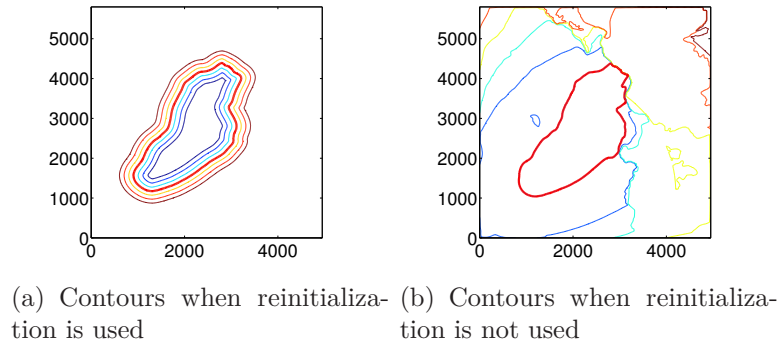 5000
4000
3000
2000
1000
0
0 2000 4000
5000
4000
3000
2000
1000
0
0 2000 4000
(a) Contours when reinitializa-
tion is used
(b) Contours when reinitializa-
tion is not used